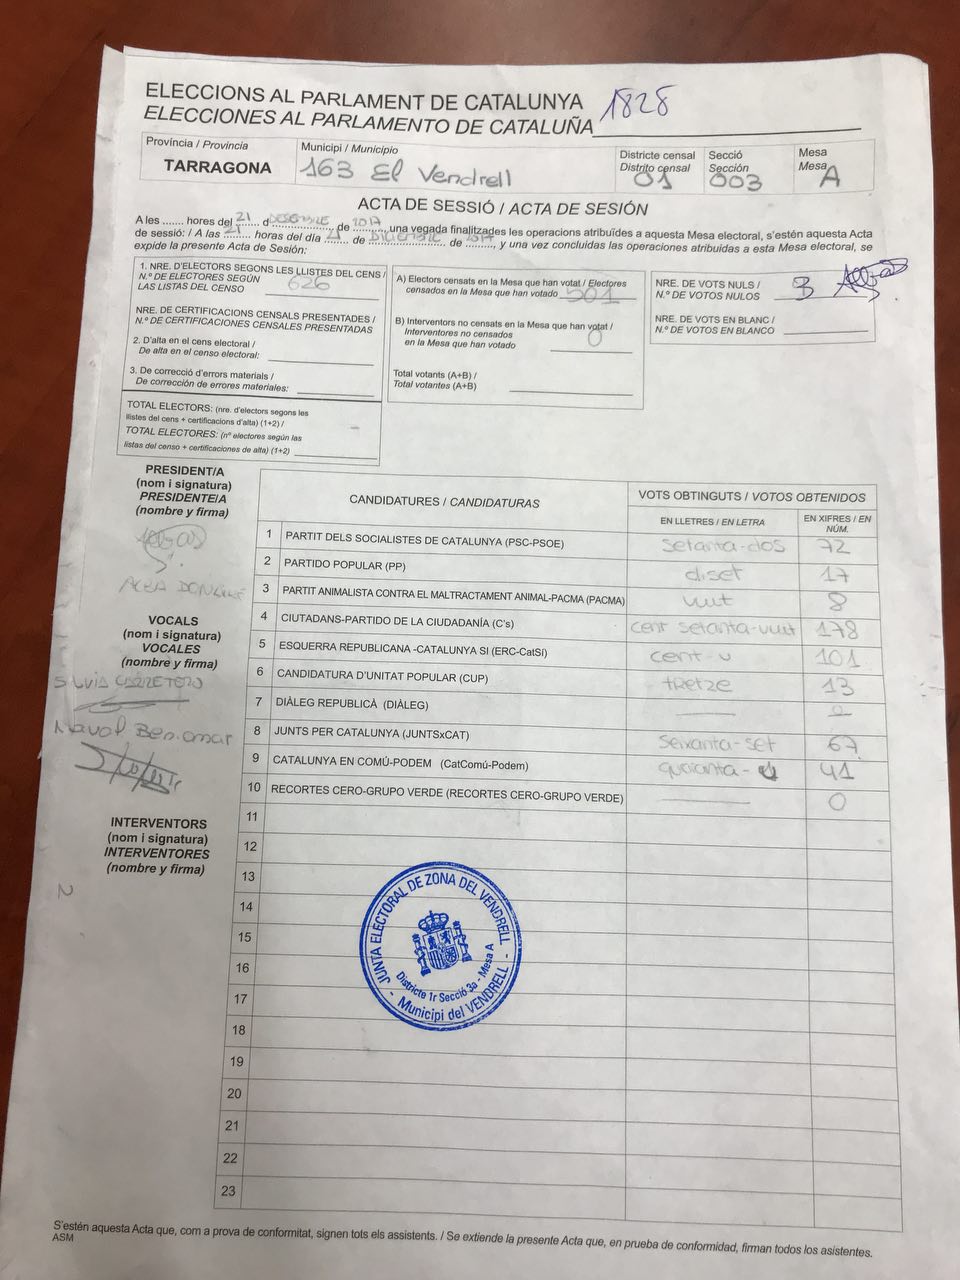 ELECCIONS AL PARLAMENT DE CATALUNYA 1828
ELECCIONES AL PARLAMENTO DE CATALUÑA
Província / Provincia
TARRAGONA
Municipi / Municipio
163 El Vendrell
Districte censal
Distrito censal
01
Secció
Sección
003
Mesa
Mesa
A
ACTA DE SESSIÓ / ACTA DE SESIÓN
A les ....... hores del 21 d DESEMBRE de 2017, una vegada finalitzades les operacions atribuïdes a aquesta Mesa electoral, s'estén aquesta Acta
de sessió: / A las 21 horas del día 21 de DICIEMBRE de 2017, y una vez concluidas las operaciones atribuidas a esta Mesa electoral, se
expide la presente Acta de Sesión:
1. NRE. D'ELECTORS SEGONS LES LLISTES DEL CENS /
N.º DE ELECTORES SEGÚN
LAS LISTAS DEL CENSO 626
NRE. DE CERTIFICACIONS CENSALS PRESENTADES /
N.º DE CERTIFICACIONES CENSALES PRESENTADAS
2. D'alta en el cens electoral /
De alta en el censo electoral:
3. De correcció d'errors materials /
De corrección de errores materiales:
TOTAL ELECTORS: (nre. d'electors segons les
llistes del cens + certificacions d'alta) (1+2) /
TOTAL ELECTORES: (nº electores según las
listas del censo + certificaciones de alta) (1+2)
A) Electors censats en la Mesa que han votat / Electores
censados en la Mesa que han votado 501
B) Interventors no censats en la Mesa que han votat /
Interventores no censados
en la Mesa que han votado 0
Total votants (A+B) /
Total votantes (A+B)
NRE. DE VOTS NULS /
N.º DE VOTOS NULOS 3
NRE. DE VOTS EN BLANC /
N.º DE VOTOS EN BLANCO
PRESIDENT/A
(nom i signatura)
PRESIDENTE/A
(nombre y firma)
VOCALS
(nom i signatura)
VOCALES
(nombre y firma)
SILVIA CARRETERO
INTERVENTORS
(nom i signatura)
INTERVENTORES
(nombre y firma)
N
CANDIDATURES / CANDIDATURAS
VOTS OBTINGUTS / VOTOS OBTENIDOS
EN LLETRES / EN LETRA
EN XIFRES / EN NÚM.
1 PARTIT DELS SOCIALISTES DE CATALUNYA (PSC-PSOE) setanta-dos 72
2 PARTIDO POPULAR (PP) diset 17
3 PARTIT ANIMALISTA CONTRA EL MALTRACTAMENT ANIMAL-PACMA (PACMA) vuit 8
4 CIUTADANS-PARTIDO DE LA CIUDADANÍA (C's) cent setanta-vuit 178
5 ESQUERRA REPUBLICANA -CATALUNYA SI (ERC-CatSí) cent-u 101
6 CANDIDATURA D'UNITAT POPULAR (CUP) tretze 13
7 DIÀLEG REPUBLICÀ (DIÀLEG)
8 JUNTS PER CATALUNYA (JUNTSxCAT) seixanta-set 67
9 CATALUNYA EN COMÚ-PODEM (CatComú-Podem) quaranta-u 41
10 RECORTES CERO-GRUPO VERDE (RECORTES CERO-GRUPO VERDE) 0
11
12
13
14
15
16
17
18
19
20
21
22
23
JUNTA ELECTORAL DE ZONA DEL VENDRELL
Districte 1r Secció 3a - Mesa A
- Municipi del VENDRELL -
S'estén aquesta Acta que, com a prova de conformitat, signen tots els assistents. / Se extiende la presente Acta que, en prueba de conformidad, firman todos los asistentes.
ASM